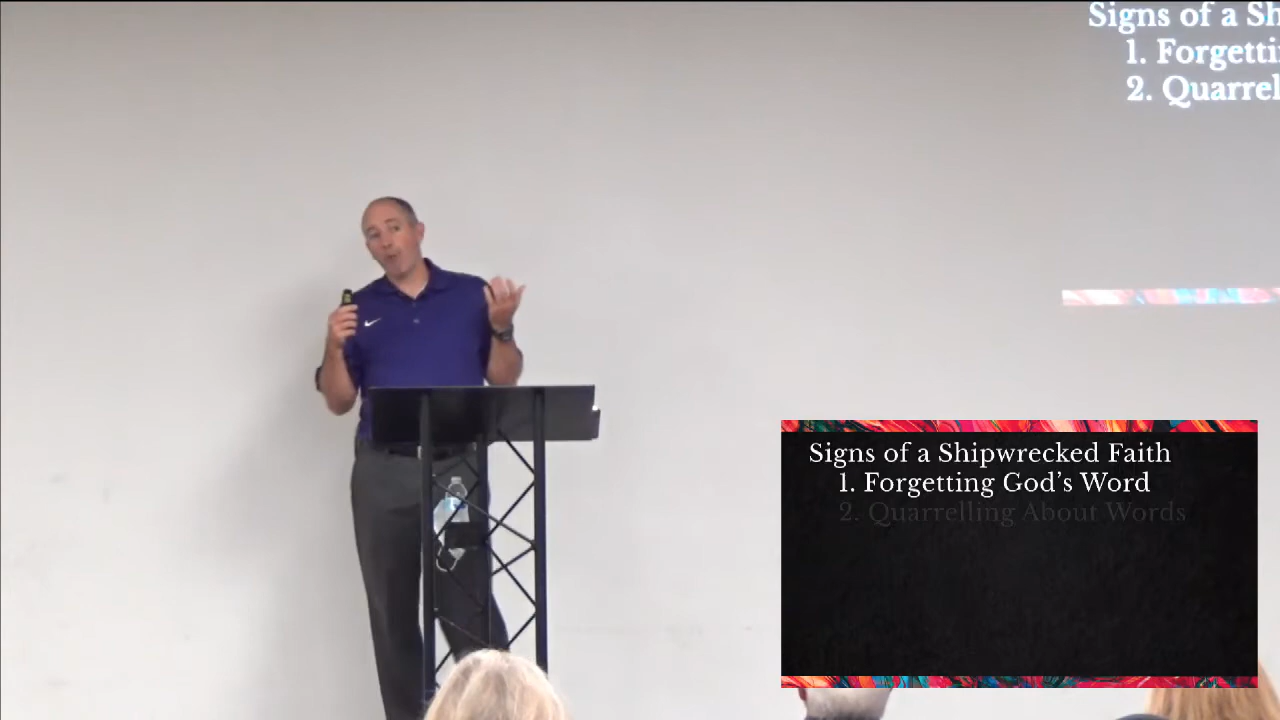 Signs of a Sh
1. Forgetti
2. Quarrel
Signs of a Shipwrecked Faith
1. Forgetting God's Word
2. Quarrelling About Words